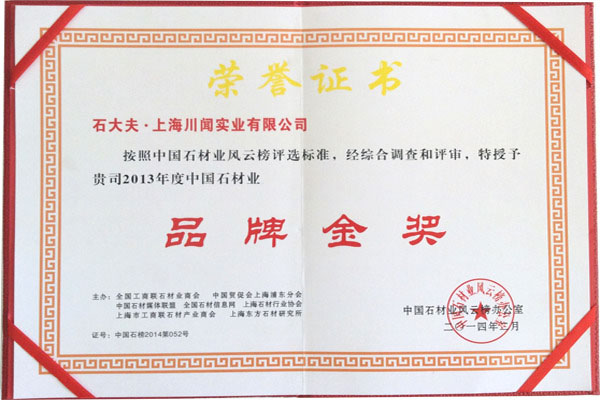 荣誉证书
石大夫·上海川闻实业有限公司
按照中国石材业风云榜评选标准，经综合调查和评审，特授予
贵司2013年度中国石材业
品牌金奖
主办：全国工商联石材业商会 中国贸促会上海浦东分会
中国石材媒体联盟 全国石材信息网 上海石材行业协会
上海市工商联石材产业商会 上海东方石材研究所
证号：中国石榜2014第052号
中国石材业风云榜办公室
二〇一四年三月